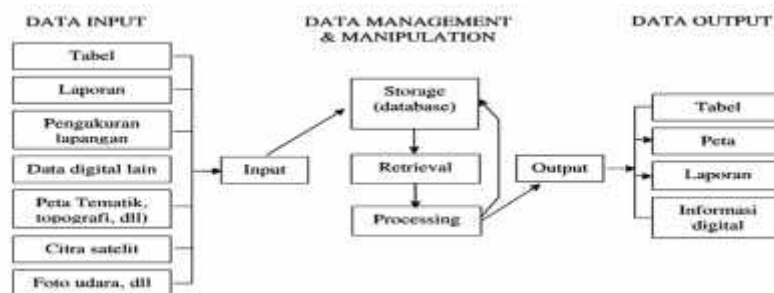 DATA INPUT
DATA MANAGEMENT
& MANIPULATION
DATA OUTPUT
Tabel
Laporan
Pengukuran
lapangan
Data digital lain
Peta Tematik,
topografi, dll)
Citra satelit
Foto udara, dll
Input
Storage
(database)
Retrieval
Processing
Output
Tabel
Peta
Laporan
Informasi
digital